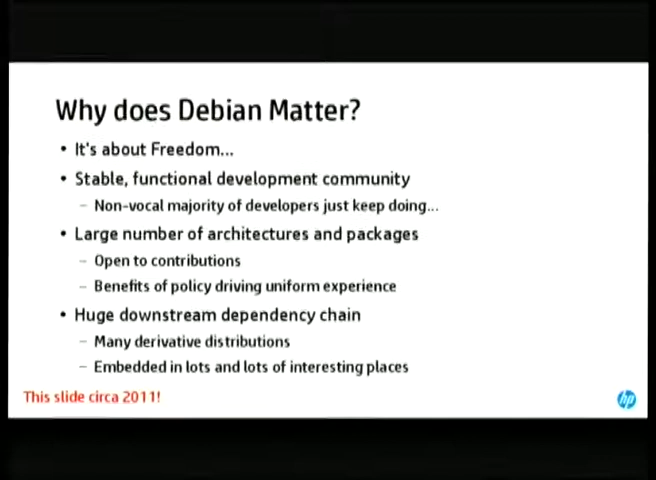 Why does Debian Matter?
• It's about Freedom...
• Stable, functional development community
– Non-vocal majority of developers just keep doing...
• Large number of architectures and packages
– Open to contributions
– Benefits of policy driving uniform experience
• Huge downstream dependency chain
– Many derivative distributions
– Embedded in lots and lots of interesting places
This slide circa 2011!
hp